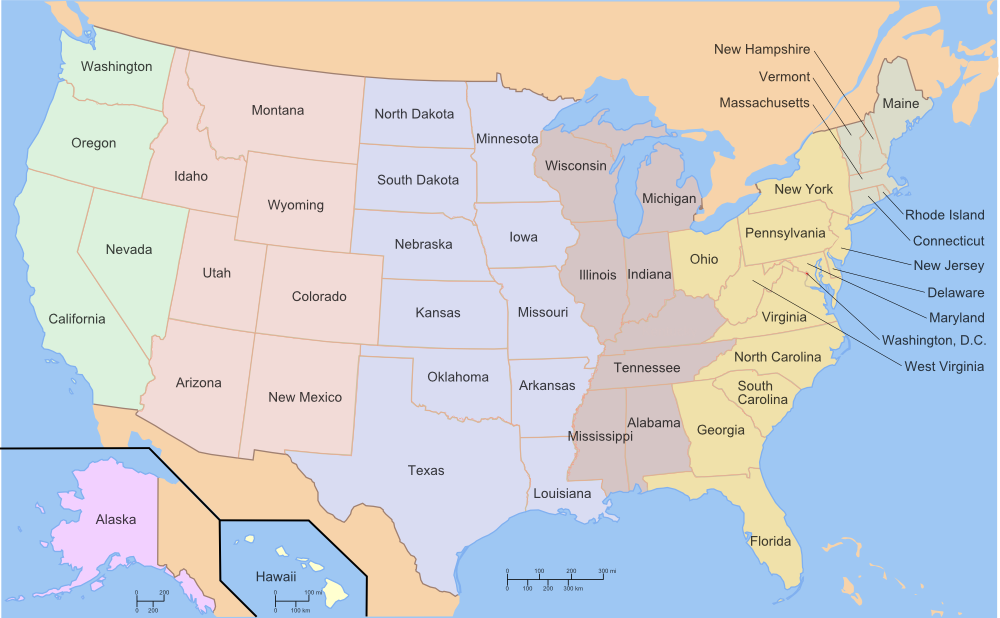 New Hampshire
Vermont
Massachusetts
Maine
Washington
Montana
North Dakota
Minnesota
Oregon
Idaho
Wisconsin
South Dakota
Michigan
New York
Wyoming
Rhode Island
Nebraska
Iowa
Pennsylvania
Connecticut
Nevada
Utah
Illinois
Indiana
Ohio
New Jersey
Colorado
Delaware
California
Kansas
Missouri
Virginia
Maryland
Washington, D.C.
Tennessee
North Carolina
West Virginia
Arizona
New Mexico
Oklahoma
Arkansas
South
Carolina
Mississippi
Alabama
Georgia
Texas
Louisiana
Alaska
Florida
Hawaii
0 100 200 300 mi
0 100 200 300 km
0 200
0 200
0 100 mi
0 100 km